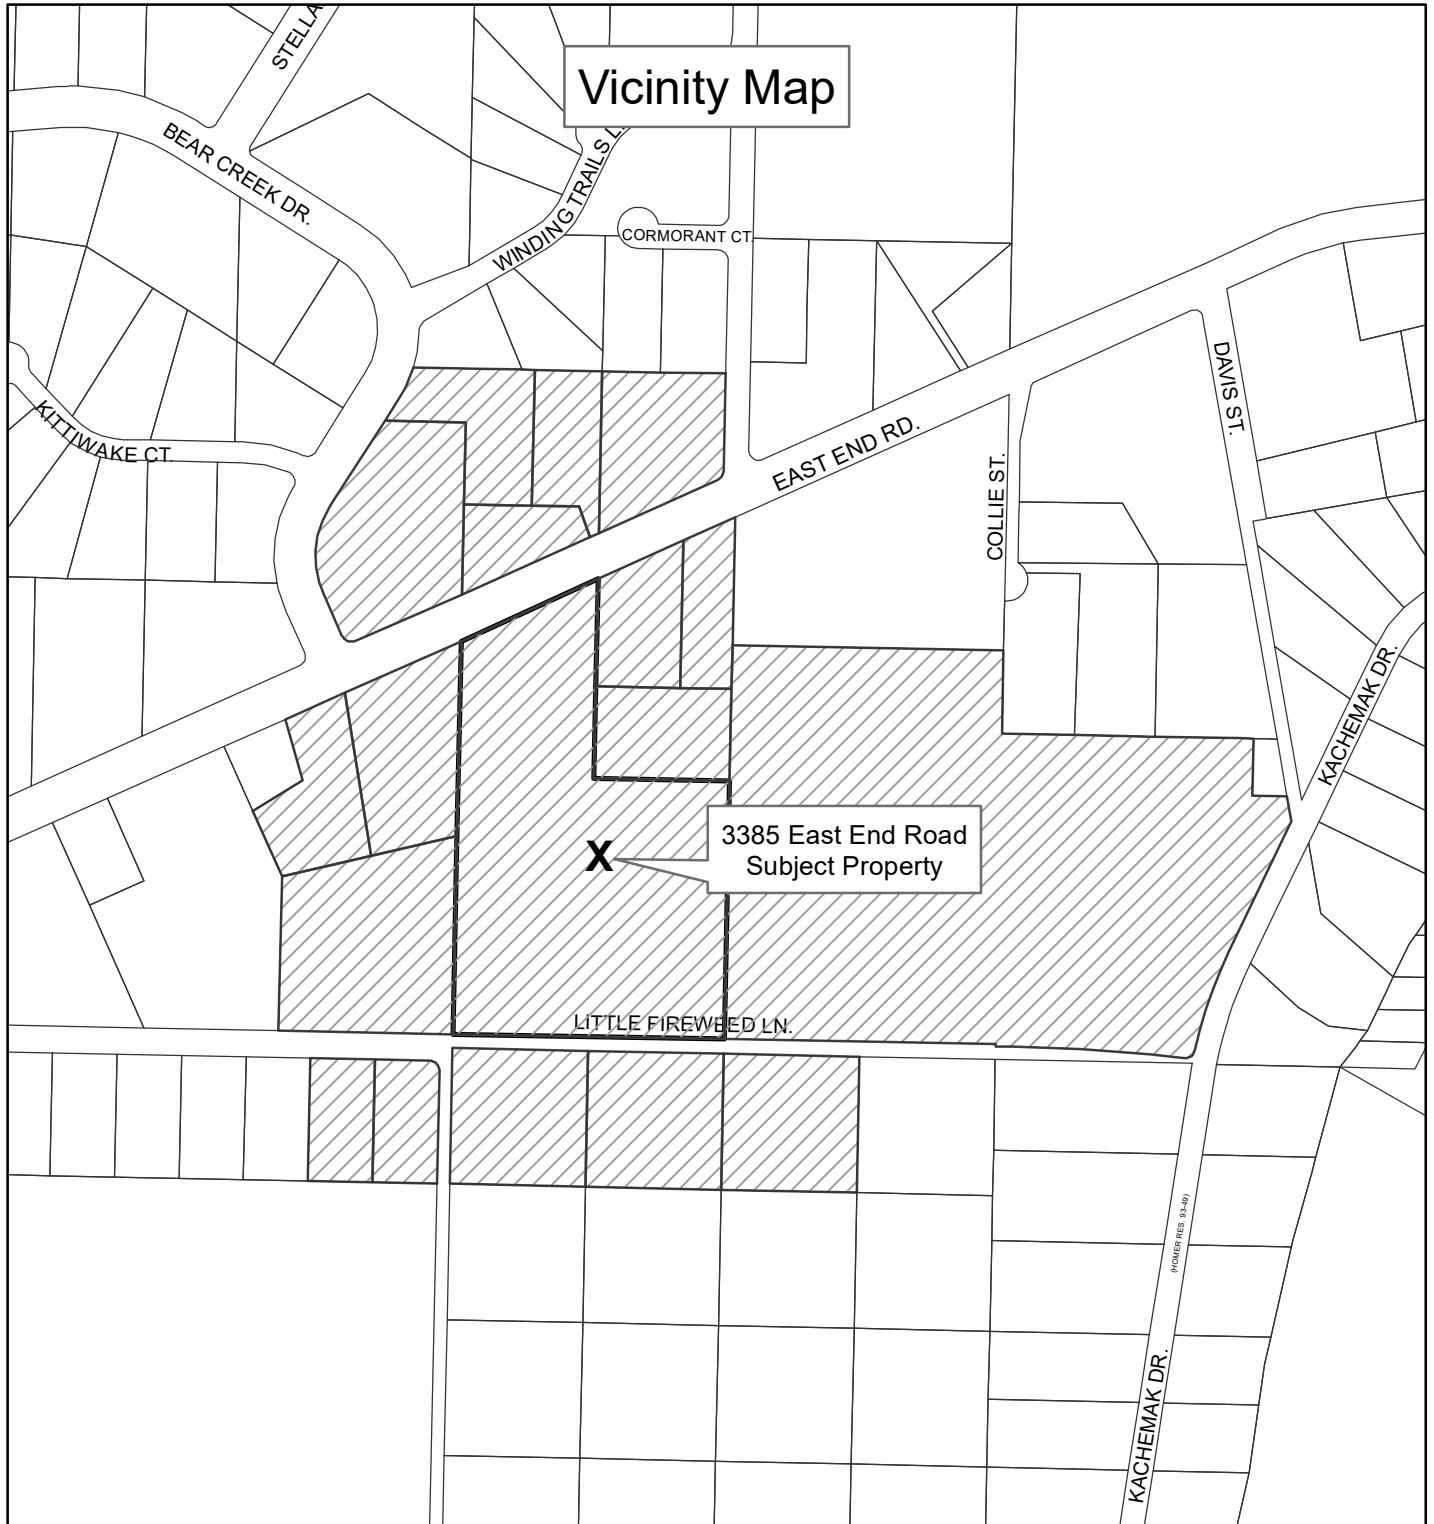 STELLA
Vicinity Map
BEAR CREEK DR.
WINDING TRAILS L
CORMORANT CT.
DAVIS ST.
KITTIWAKE CT.
EAST END RD.
COLLIE ST.
KACHEMAK DR.
3385 East End Road
Subject Property
X
LITTLE FIREWEED LN.
(HOMER RES. 93-49)
KACHEMAK DR.